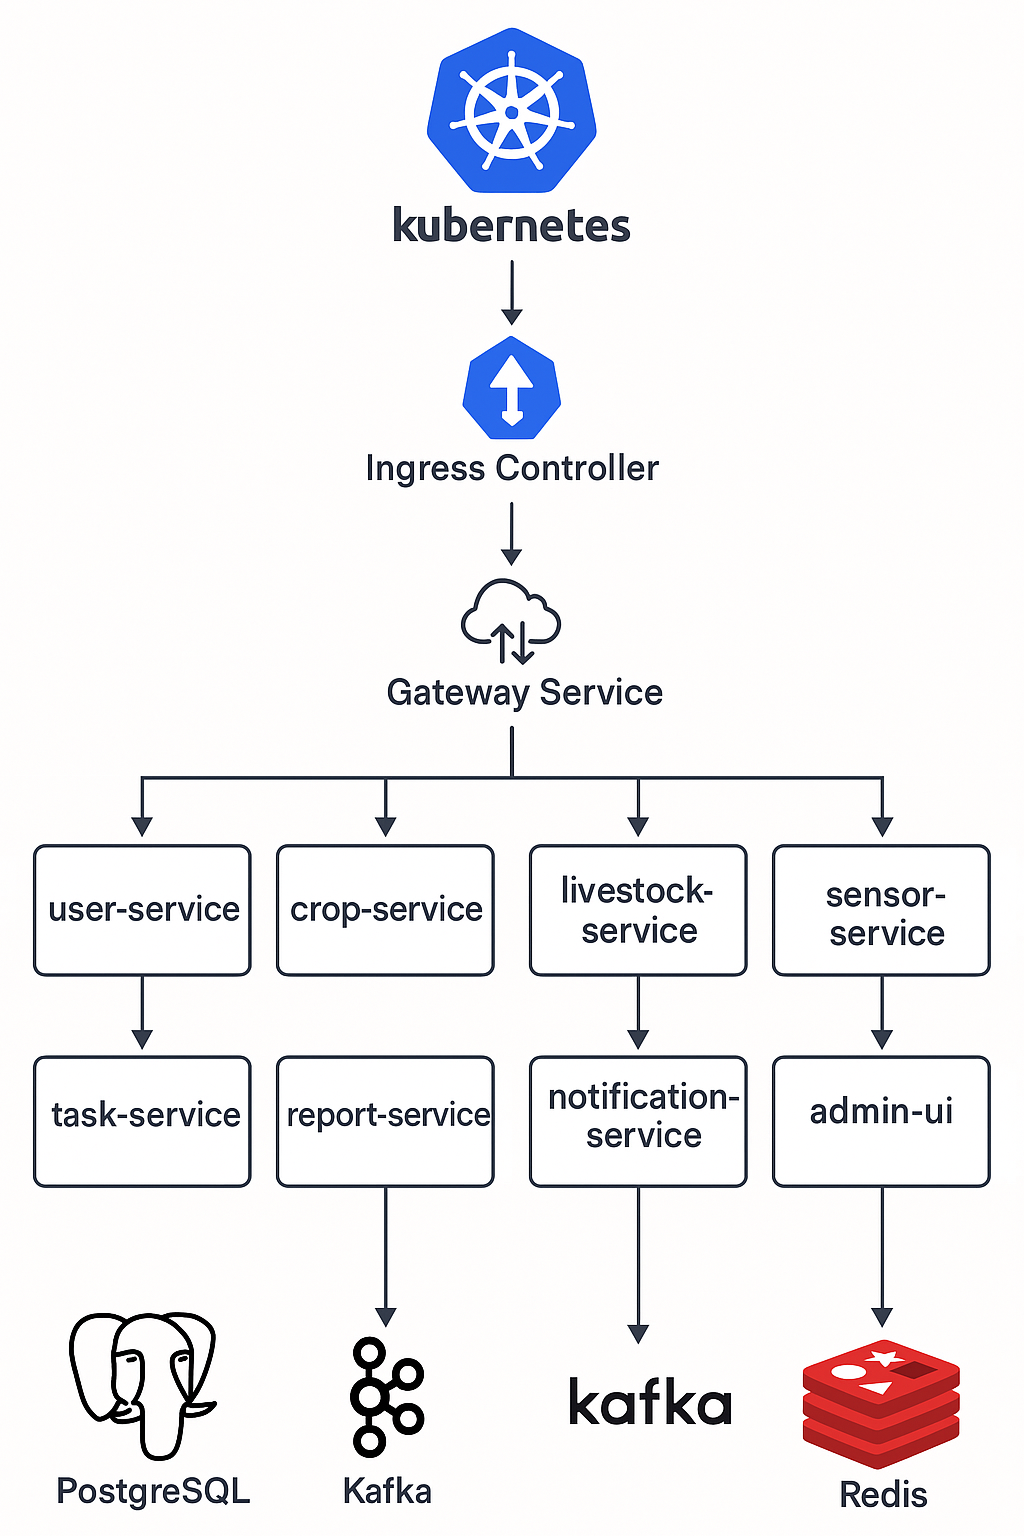 kubernetes
Ingress Controller
Gateway Service
user-service
crop-service
livestock-
service
sensor-
service
task-service
report-service
notification-
service
admin-ui
PostgreSQL
Kafka
kafka
Redis